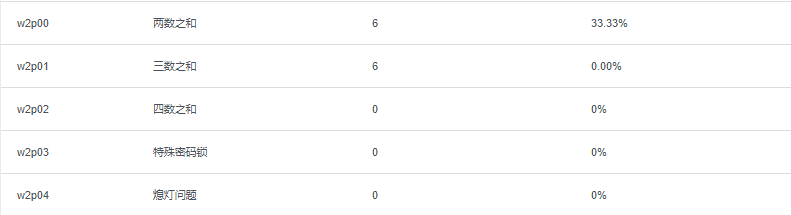 w2p00 两数之和 6 33.33%
w2p01 三数之和 6 0.00%
w2p02 四数之和 0 0%
w2p03 特殊密码锁 0 0%
w2p04 熄灯问题 0 0%